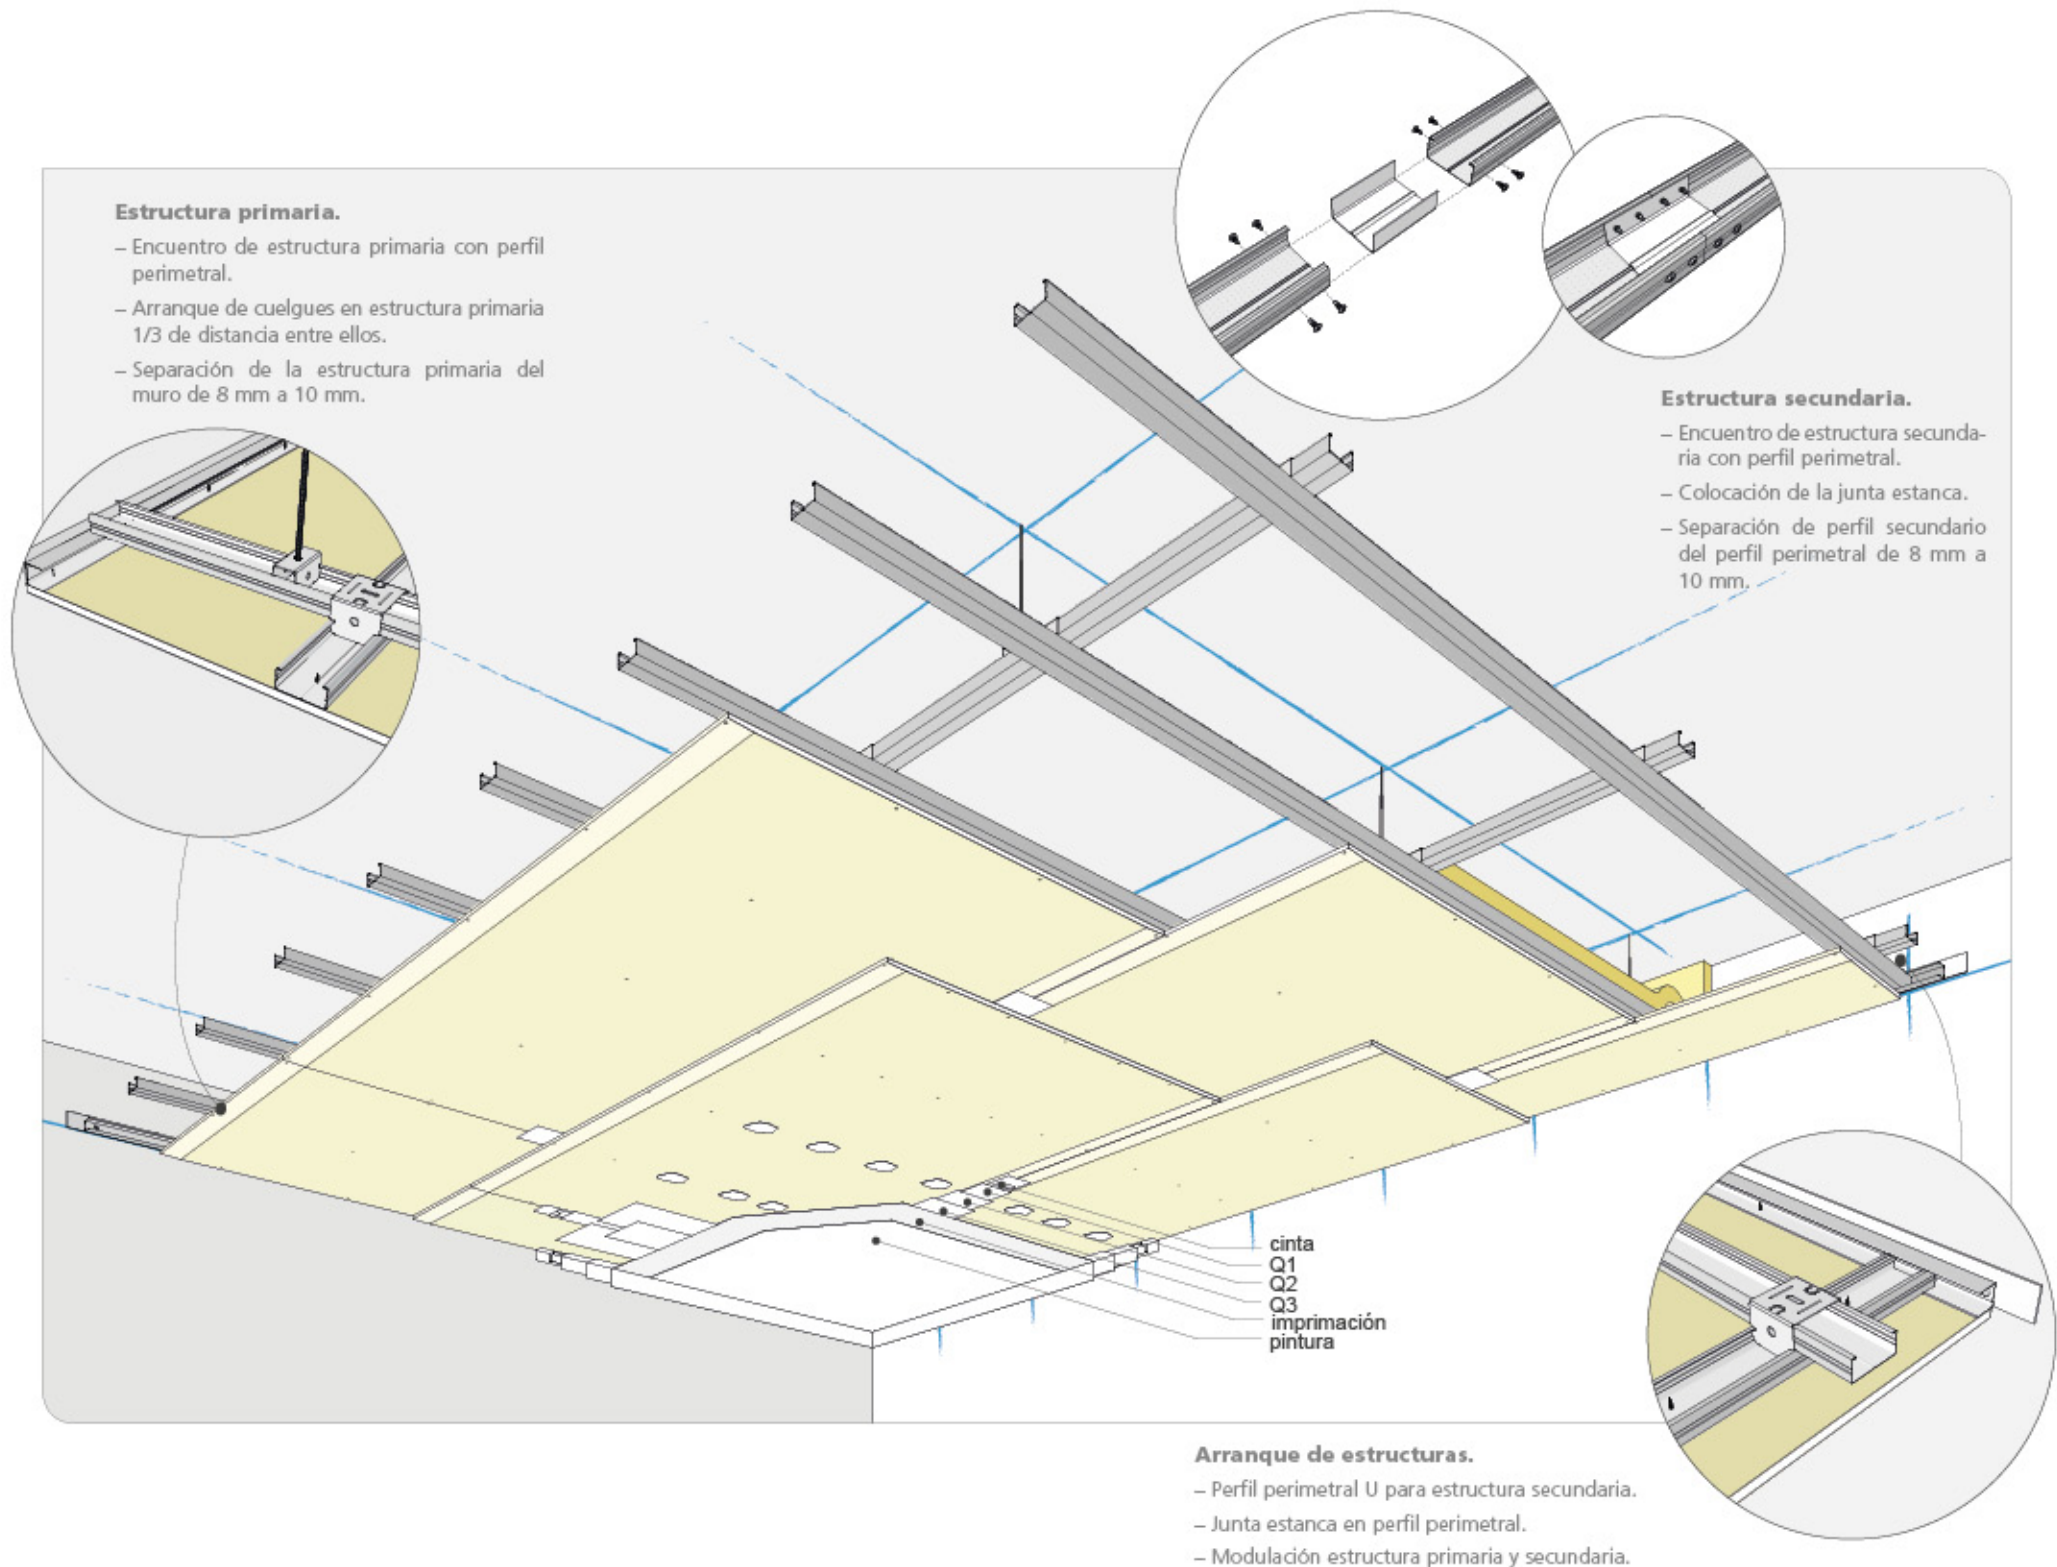 Estructura primaria.
– Encuentro de estructura primaria con perfil
perimetral.
– Arranque de cuelgues en estructura primaria
1/3 de distancia entre ellos.
– Separación de la estructura primaria del
muro de 8 mm a 10 mm.
Estructura secundaria.
– Encuentro de estructura secunda-
ria con perfil perimetral.
– Colocación de la junta estanca.
– Separación de perfil secundario
del perfil perimetral de 8 mm a
10 mm.
cinta
Q1
Q2
Q3
imprimación
pintura
Arranque de estructuras.
– Perfil perimetral U para estructura secundaria.
– Junta estanca en perfil perimetral.
– Modulación estructura primaria y secundaria.